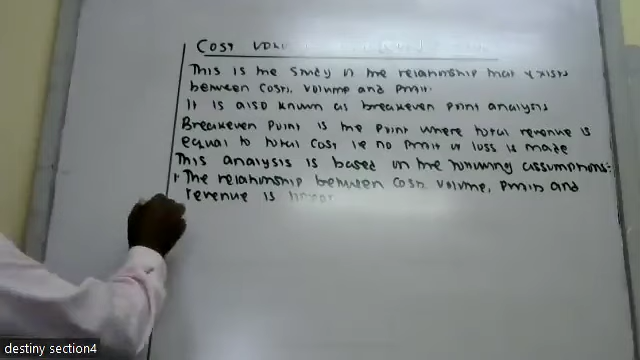 Cost
This is the study of the relationship that exists
between costs, volume and profit.
It is also known as breakeven point analysis
Breakeven Point is the Point where total revenue is
equal to total cost i.e no profit or loss is made
This analysis is based on the following assumptions:
1. The relationship between cost, volume, profit and
revenue is linear
destiny section4